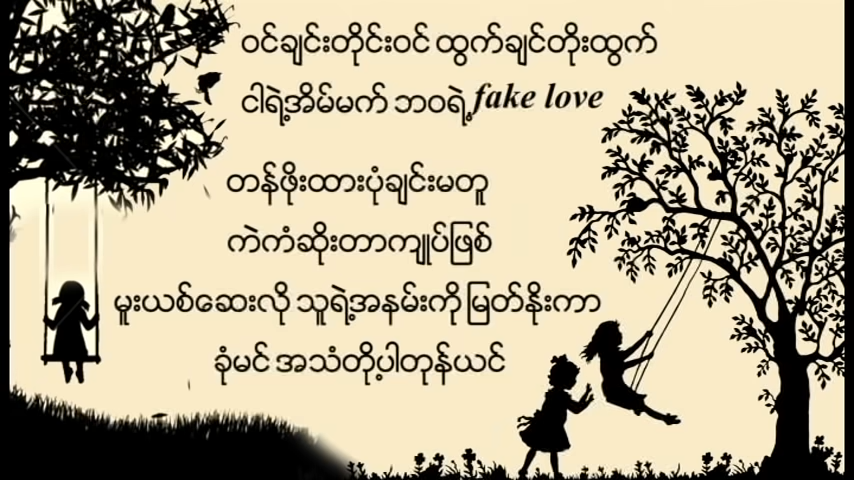 ဝင်ချင်းတိုင်းဝင် ထွက်ချင်တိုးထွက်
ငါရဲ့အိမ်မက် ဘဝရဲ့ fake love
တန်ဖိုးထားပုံချင်းမတူ
ကဲကံဆိုးတာကျုပ်ဖြစ်
မူးယစ်ဆေးလို သူရဲ့အနမ်းကို မြတ်နိုးကာ
ခုံမင် အသံတို့ပါတုန်ယင်